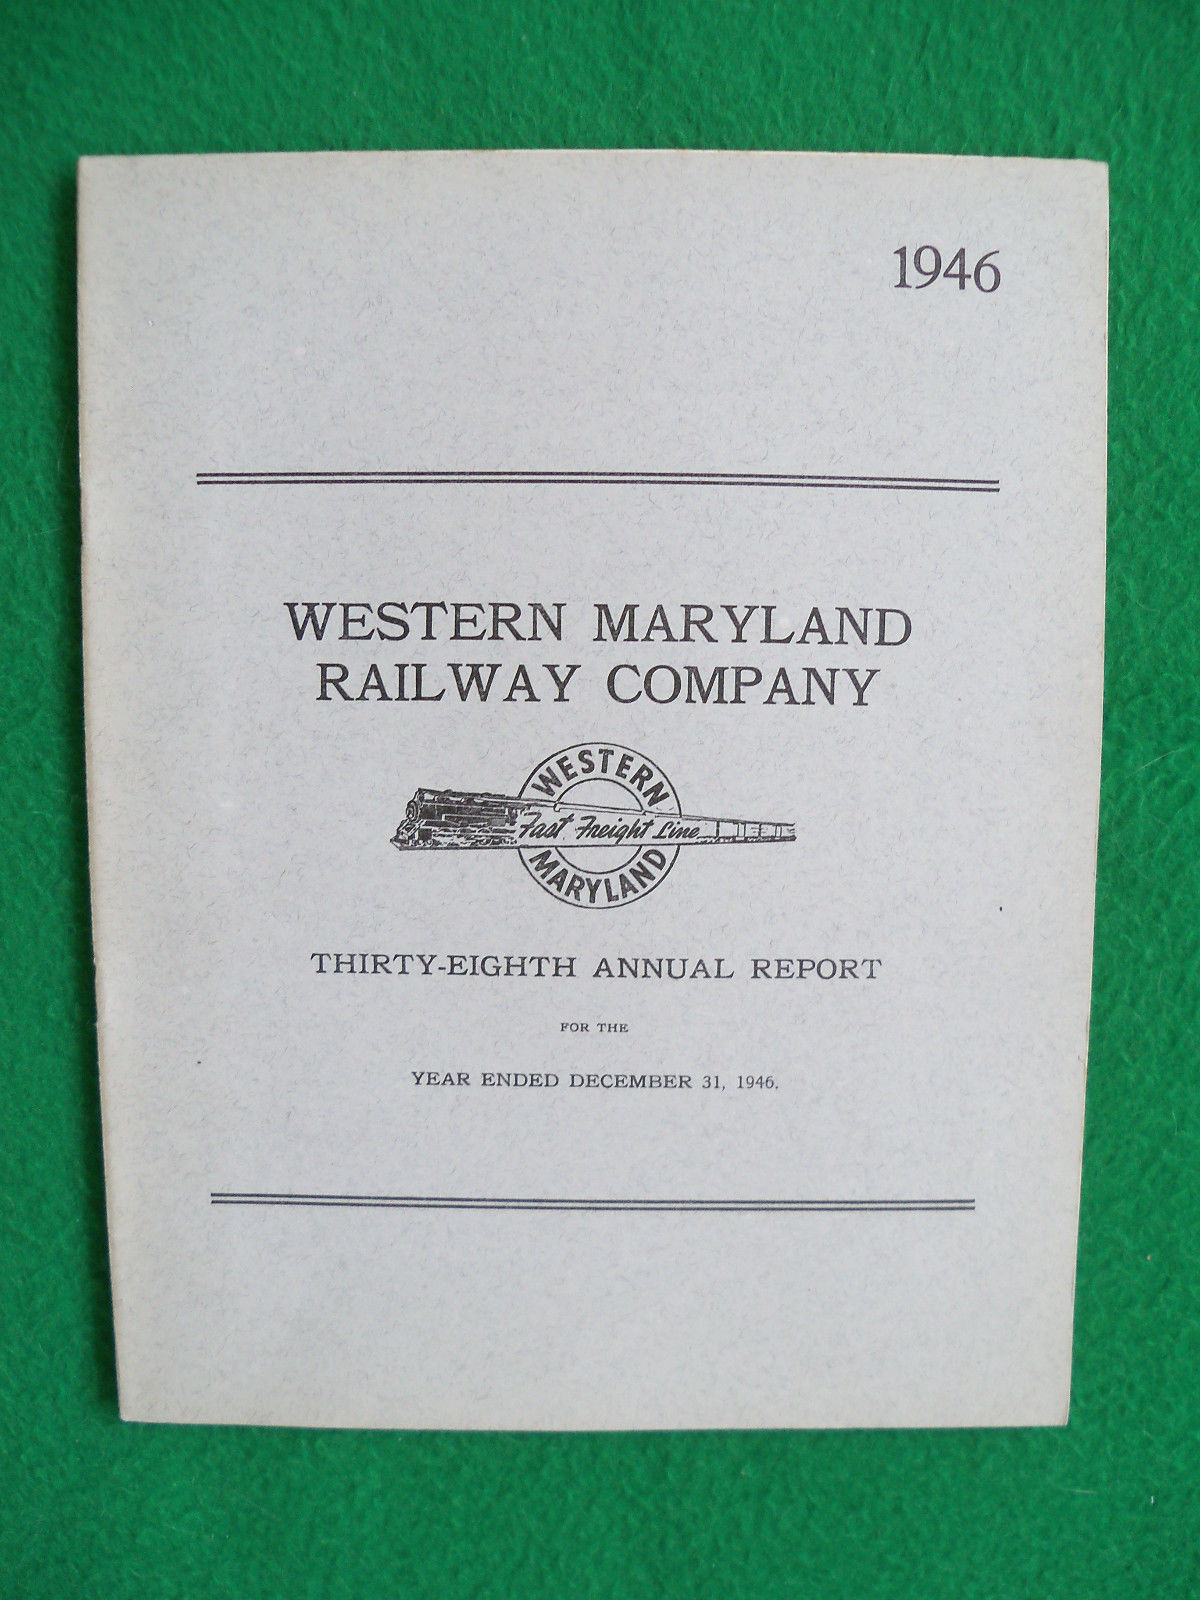 1946
WESTERN MARYLAND
RAILWAY COMPANY
WESTERN
Fast Freight Line
MARYLAND
THIRTY-EIGHTH ANNUAL REPORT
FOR THE
YEAR ENDED DECEMBER 31, 1946.